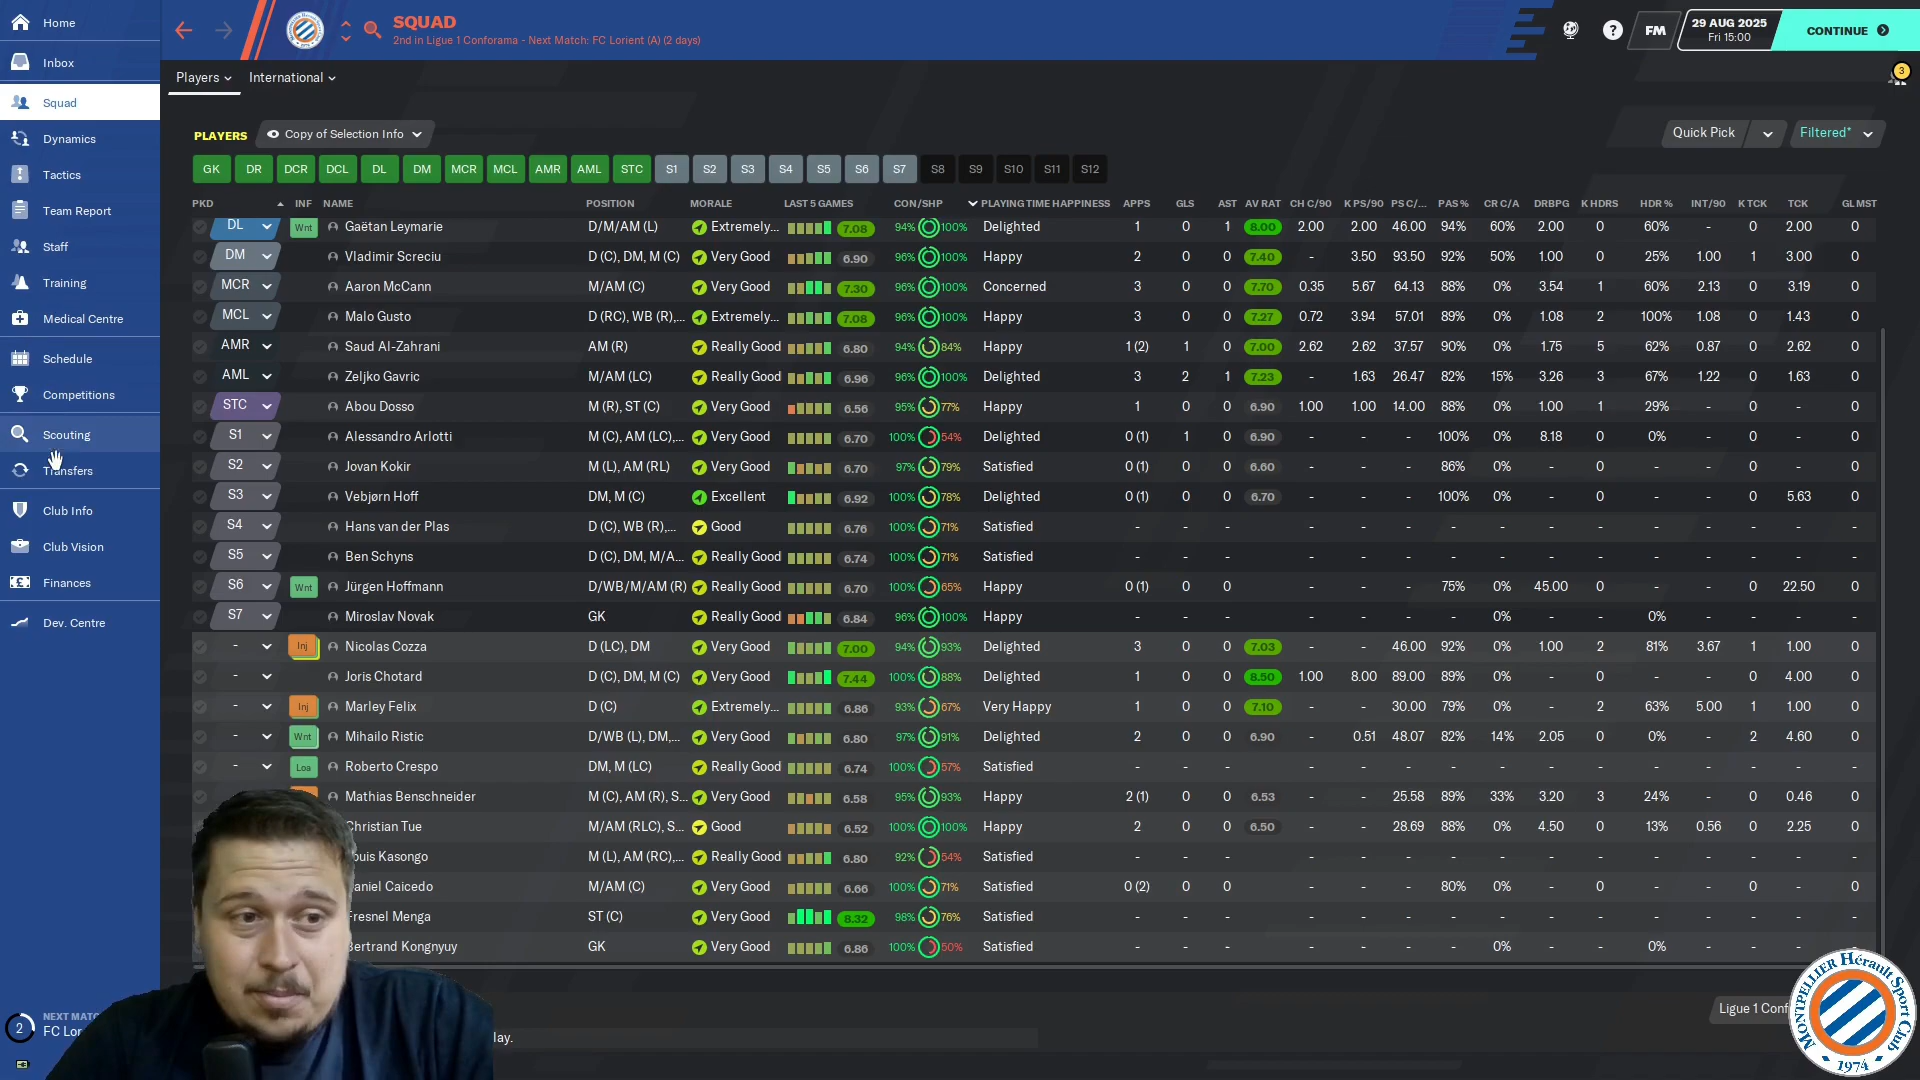 Home
Inbox
Squad
Dynamics
Tactics
Team Report
Staff
Training
Medical Centre
Schedule
Competitions
Scouting
Transfers
Club Info
Club Vision
Finances
Dev. Centre
2 NEXT MATC
FC Lor
SQUAD
2nd in Ligue 1 Conforama - Next Match: FC Lorient (A) (2 days)
? FM 29 AUG 2025 CONTINUE
Fri 15:00
Players International 3
PLAYERS Copy of Selection Info Quick Pick Filtered*
GK DR DCR DCL DL DM MCR MCL AMR AML STC S1 S2 S3 S4 S5 S6 S7 S8 S9 S10 S11 S12
PKD INF NAME POSITION MORALE LAST 5 GAMES CON/SHP PLAYING TIME HAPPINESS APPS GLS AST AV RAT CH C/90 K PS/90 PS C/... PAS % CR C/A DRBPG K HDRS HDR % INT/90 K TCK TCK GL MST
DL Wnt Gaëtan Leymarie D/M/AM (L) Extremely... 7.08 94% 100% Delighted 1 0 1 8.00 2.00 2.00 46.00 94% 60% 2.00 0 60% - 0 2.00 0
DM Vladimir Screciu D (C), DM, M (C) Very Good 6.90 96% 100% Happy 2 0 0 7.40 - 3.50 93.50 92% 50% 1.00 0 25% 1.00 1 3.00 0
MCR Aaron McCann M/AM (C) Very Good 7.30 96% 100% Concerned 3 0 0 7.70 0.35 5.67 64.13 88% 0% 3.54 1 60% 2.13 0 3.19 0
MCL Malo Gusto D (RC), WB (R),... Extremely... 7.08 96% 100% Happy 3 0 0 7.27 0.72 3.94 57.01 89% 0% 1.08 2 100% 1.08 0 1.43 0
AMR Saud Al-Zahrani AM (R) Really Good 6.80 94% 84% Happy 1 (2) 1 0 7.00 2.62 2.62 37.57 90% 0% 1.75 5 62% 0.87 0 2.62 0
AML Zeljko Gavric M/AM (LC) Really Good 6.96 96% 100% Delighted 3 2 1 7.23 - 1.63 26.47 82% 15% 3.26 3 67% 1.22 0 1.63 0
STC Abou Dosso M (R), ST (C) Very Good 6.56 95% 77% Happy 1 0 0 6.90 1.00 1.00 14.00 88% 0% 1.00 1 29% - 0 - 0
S1 Alessandro Arlotti M (C), AM (LC),... Very Good 6.70 100% 54% Delighted 0 (1) 1 0 6.90 - - - 100% 0% 8.18 0 0% - 0 - 0
S2 Jovan Kokir M (L), AM (RL) Very Good 6.70 97% 79% Satisfied 0 (1) 0 0 6.60 - - - 86% 0% - 0 - - 0 - 0
S3 Vebjørn Hoff DM, M (C) Excellent 6.92 100% 78% Delighted 0 (1) 0 0 6.70 - - - 100% 0% - 0 - - 0 5.63 0
S4 Hans van der Plas D (C), WB (R),... Good 6.76 100% 71% Satisfied - - - - - - - - - - - - - - - -
S5 Ben Schyns D (C), DM, M/A... Really Good 6.74 100% 71% Satisfied - - - - - - - - - - - - - - - -
S6 Wnt Jürgen Hoffmann D/WB/M/AM (R) Really Good 6.70 100% 65% Happy 0 (1) 0 0 - - - 75% 0% 45.00 0 - - 0 22.50 0
S7 Miroslav Novak GK Really Good 6.84 96% 100% Happy - - - - - - - 0% - - 0% - - - -
- Inj Nicolas Cozza D (LC), DM Very Good 7.00 94% 93% Delighted 3 0 0 7.03 - - 46.00 92% 0% 1.00 2 81% 3.67 1 1.00 0
- Joris Chotard D (C), DM, M (C) Very Good 7.44 100% 88% Delighted 1 0 0 8.50 1.00 8.00 89.00 89% 0% - 0 - - 0 4.00 0
- Inj Marley Felix D (C) Extremely... 6.86 93% 67% Very Happy 1 0 0 7.10 - - 30.00 79% 0% - 2 63% 5.00 1 1.00 0
- Wnt Mihailo Ristic D/WB (L), DM,... Very Good 6.80 97% 91% Delighted 2 0 0 6.90 - 0.51 48.07 82% 14% 2.05 0 0% - 2 4.60 0
- Loa Roberto Crespo DM, M (LC) Really Good 6.74 100% 57% Satisfied - - - - - - - - - - - - - - - -
- Mathias Benschneider M (C), AM (R), S... Very Good 6.58 95% 93% Happy 2 (1) 0 0 6.53 - - 25.58 89% 33% 3.20 3 24% - 0 0.46 0
Christian Tue M/AM (RLC), S... Good 6.52 100% 100% Happy 2 0 0 6.50 - - 28.69 88% 0% 4.50 0 13% 0.56 0 2.25 0
ouis Kasongo M (L), AM (RC),... Really Good 6.80 92% 54% Satisfied - - - - - - - - - - - - - - - -
aniel Caicedo M/AM (C) Very Good 6.66 100% 71% Satisfied 0 (2) 0 0 - - - 80% 0% - 0 - - 0 - 0
Fresnel Menga ST (C) Very Good 8.32 98% 76% Satisfied - - - - - - - - - - - - - - - -
Bertrand Kongnyuy GK Very Good 6.86 100% 50% Satisfied - - - - - - - 0% - - 0% - - - -
Ligue 1 Conf
lay.
MONTPELLIER Hérault Sport Club
1974